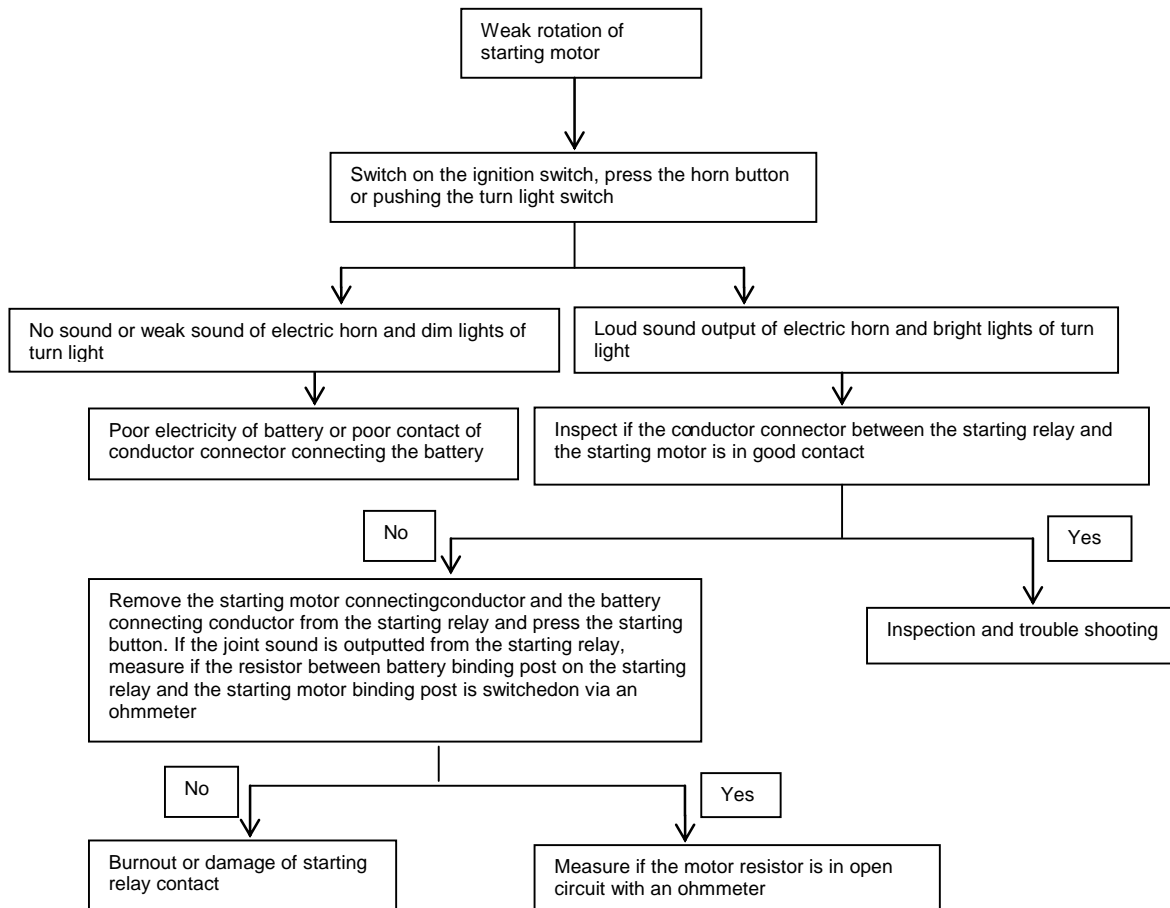 Weak rotation of
starting motor
Switch on the ignition switch, press the horn button
or pushing the turn light switch
No sound or weak sound of electric horn and dim lights of
turn light
Loud sound output of electric horn and bright lights of turn
light
Poor electricity of battery or poor contact of
conductor connector connecting the battery
Inspect if the conductor connector between the starting relay and
the starting motor is in good contact
No
Yes
Remove the starting motor connectingconductor and the battery
connecting conductor from the starting relay and press the starting
button. If the joint sound is outputted from the starting relay,
measure if the resistor between battery binding post on the starting
relay and the starting motor binding post is switchedon via an
ohmmeter
Inspection and trouble shooting
No
Yes
Burnout or damage of starting
relay contact
Measure if the motor resistor is in open
circuit with an ohmmeter